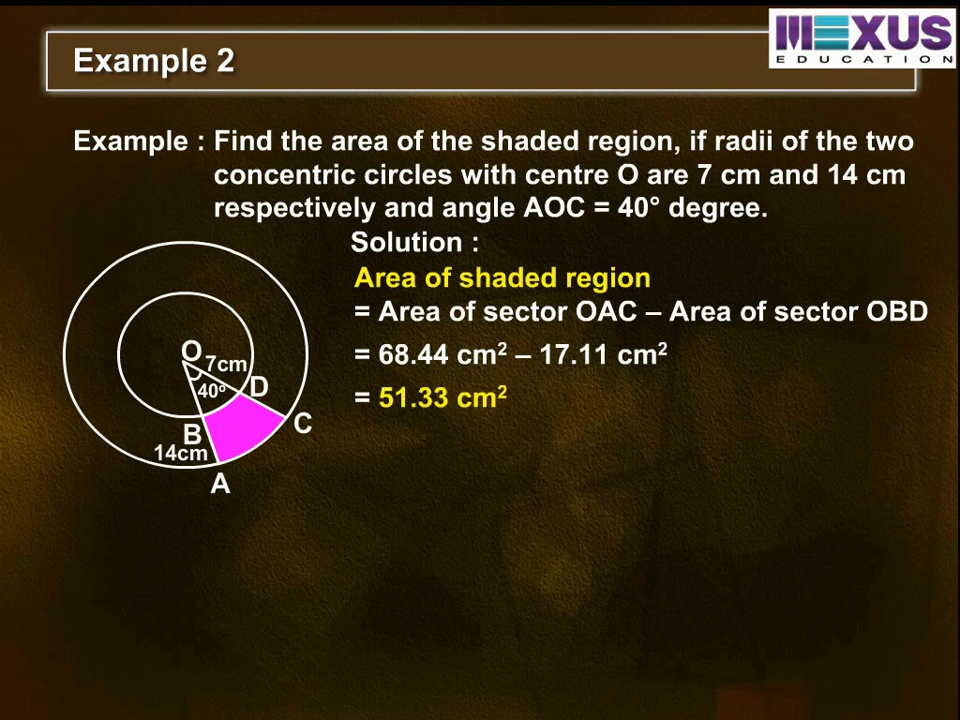 MEXUS
EDUCATION
Example 2
Example : Find the area of the shaded region, if radii of the two
concentric circles with centre O are 7 cm and 14 cm
respectively and angle AOC = 40° degree.
Solution :
Area of shaded region
= Area of sector OAC – Area of sector OBD
= 68.44 cm² – 17.11 cm²
= 51.33 cm²
O
7cm
40º
D
C
B
14cm
A